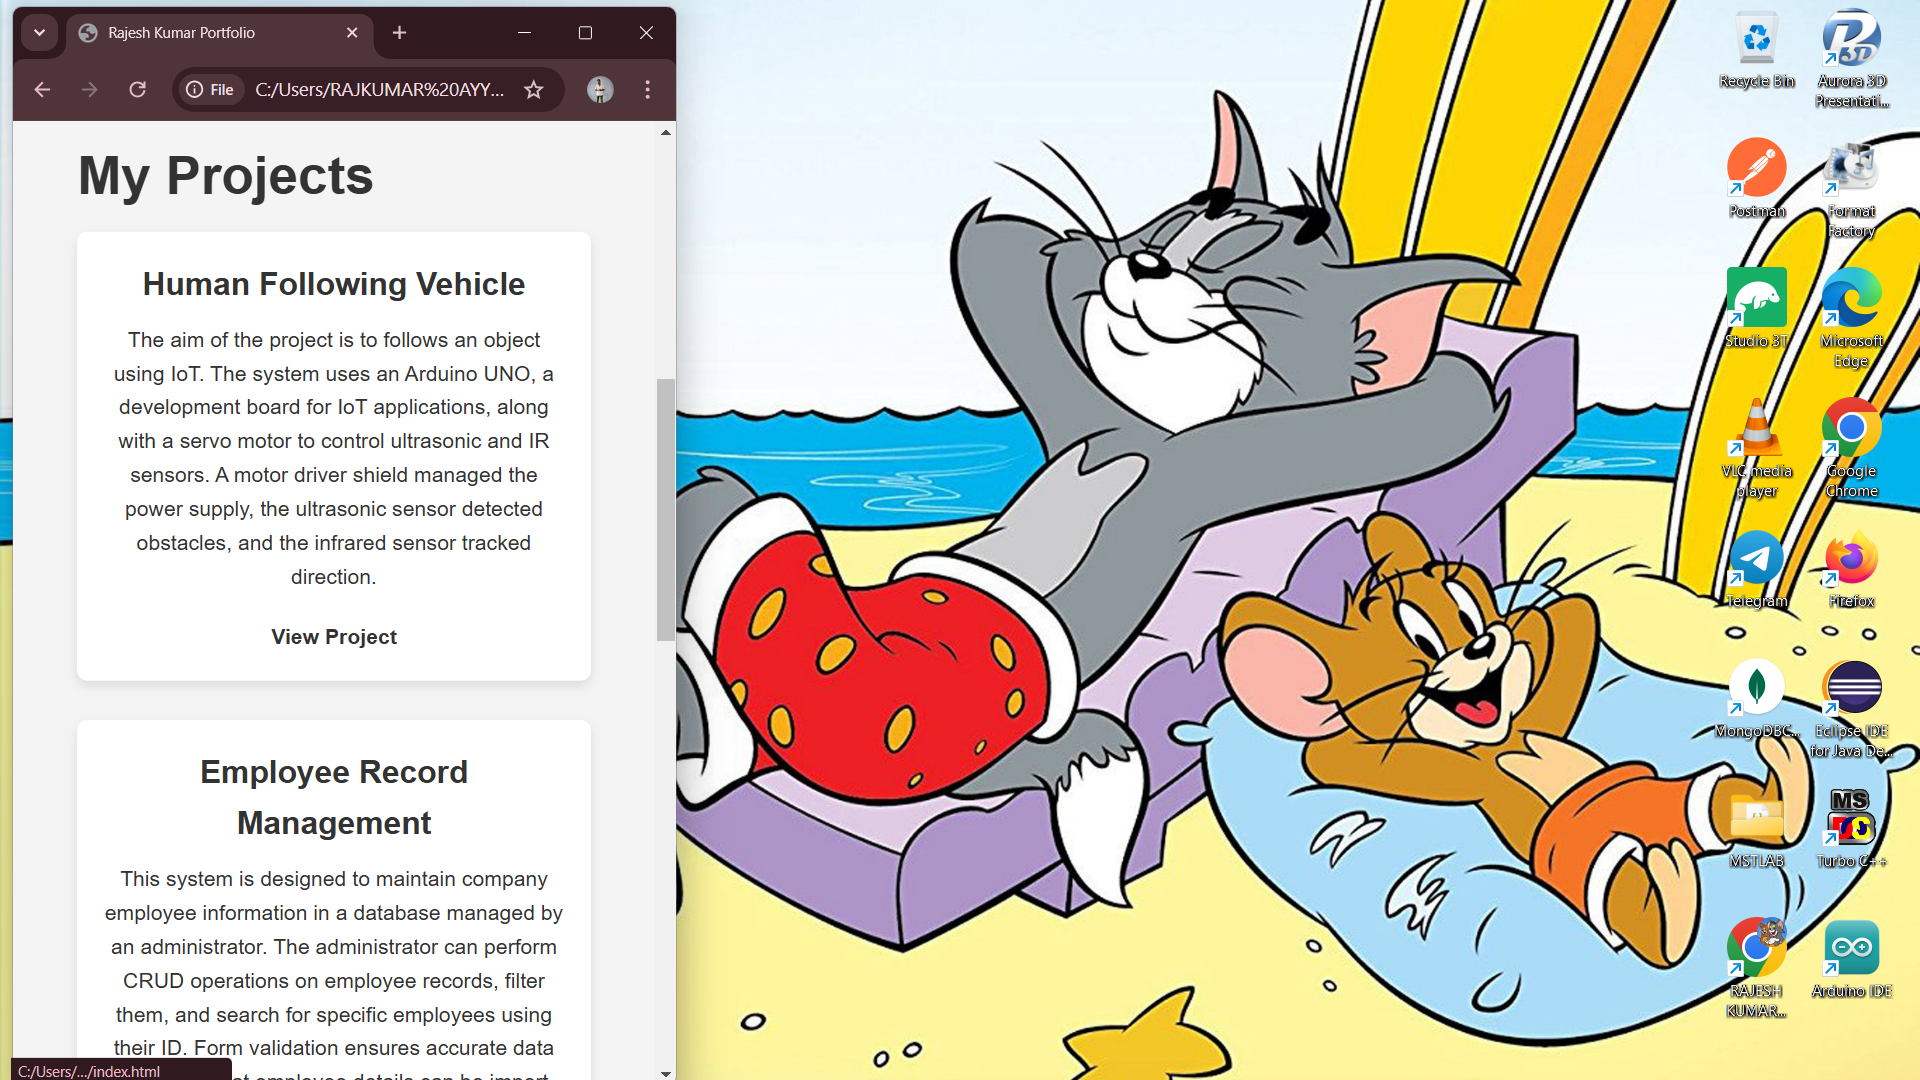 Rajesh Kumar Portfolio
File
C:/Users/RAJKUMAR%20AYY...
My Projects
Human Following Vehicle
The aim of the project is to follows an object
using IoT. The system uses an Arduino UNO, a
development board for IoT applications, along
with a servo motor to control ultrasonic and IR
sensors. A motor driver shield managed the
power supply, the ultrasonic sensor detected
obstacles, and the infrared sensor tracked
direction.
View Project
Employee Record
Management
This system is designed to maintain company
employee information in a database managed by
an administrator. The administrator can perform
CRUD operations on employee records, filter
them, and search for specific employees using
their ID. Form validation ensures accurate data
employee details can be import
C:/Users/.../index.html
Recycle Bin
Aurora 3D
Presentati...
Postman
Format
Factory
Studio 3T
Microsoft
Edge
VLC media
player
Google
Chrome
Telegram
Firefox
MongoDBC...
Eclipse IDE
for Java De...
MSTLAB
MS
Turbo C++
RAJESH
KUMAR...
Arduino IDE